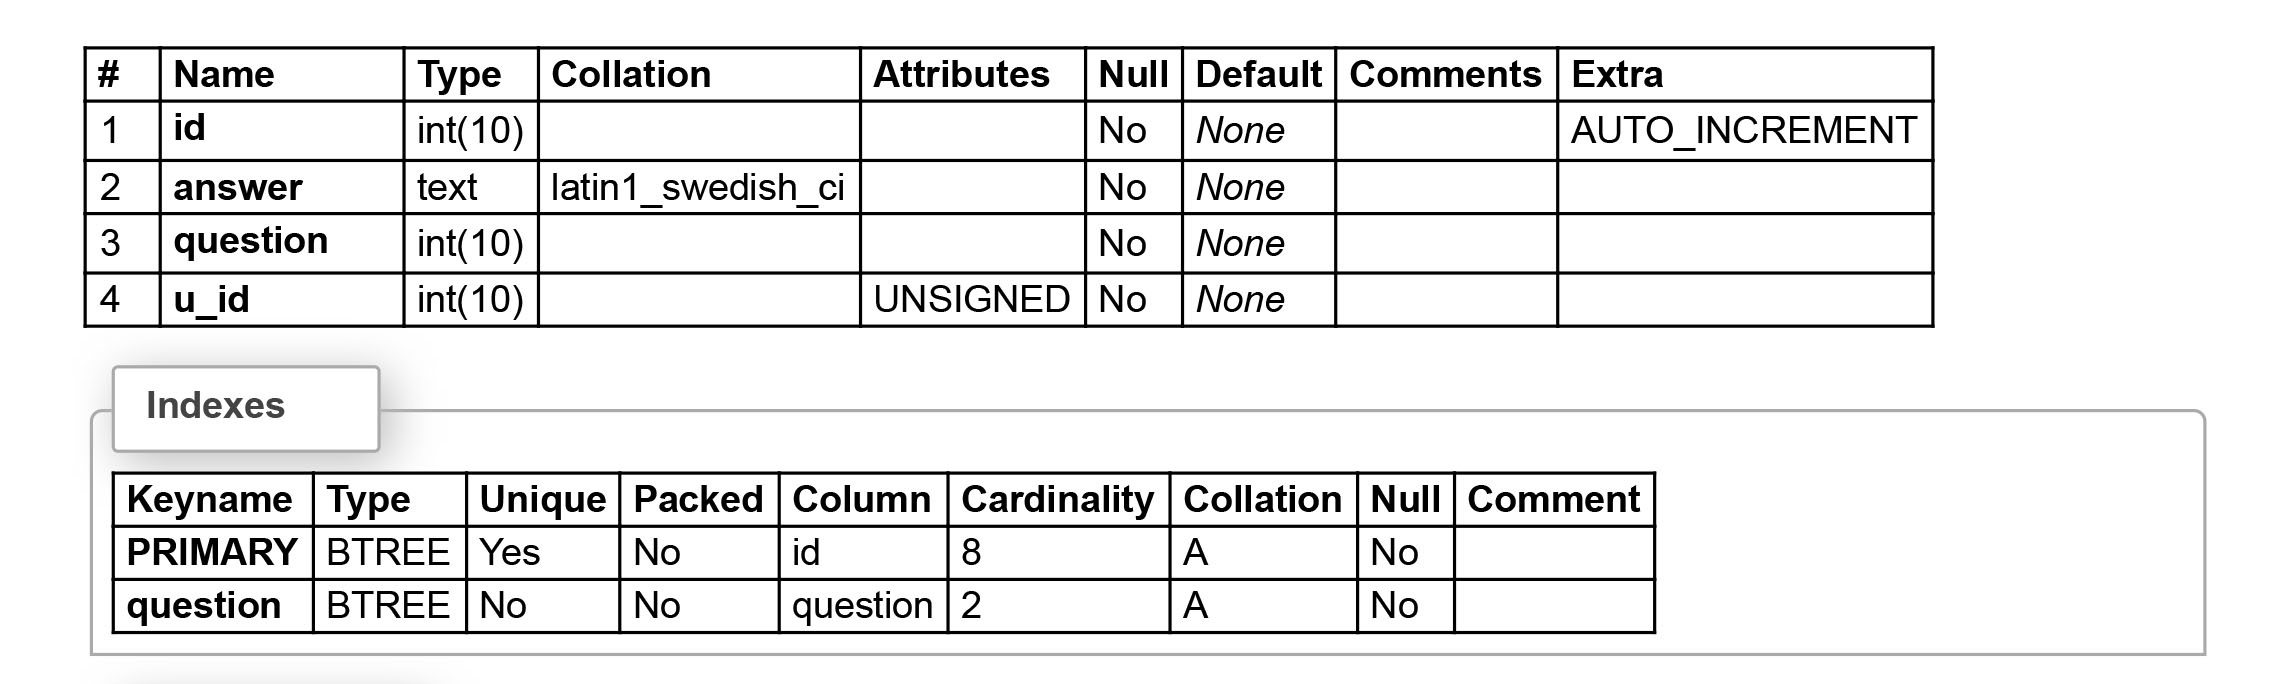 # Name Type Collation Attributes Null Default Comments Extra
1 id int(10) No None AUTO_INCREMENT
2 answer text latin1_swedish_ci No None
3 question int(10) No None
4 u_id int(10) UNSIGNED No None
Indexes
Keyname Type Unique Packed Column Cardinality Collation Null Comment
PRIMARY BTREE Yes No id 8 A No
question BTREE No No question 2 A No